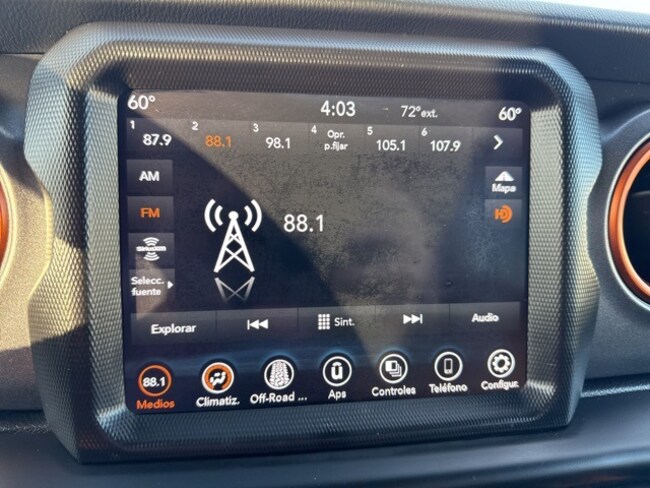 60° 4:03 72°ext. 60°
1 2 3 4 5 6
87.9 88.1 98.1 Opr. p.fijar 105.1 107.9
AM
Mapa
FM
HD
88.1
Selecc.
fuente
Explorar Sint. Audio
88.1 ü
Medios Climatiz. Off-Road ... Aps Controles Teléfono Configur.